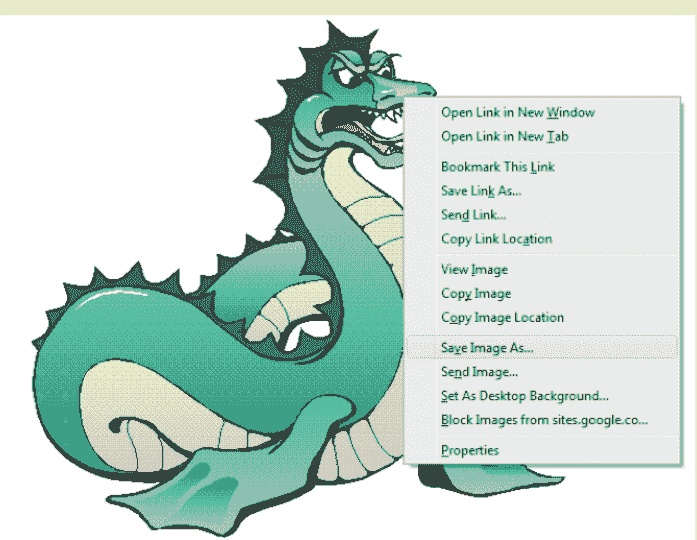 Open Link in New Window
Open Link in New Tab
Bookmark This Link
Save Link As...
Send Link...
Copy Link Location
View Image
Copy Image
Copy Image Location
Save Image As...
Send Image...
Set As Desktop Background...
Block Images from sites.google.co...
Properties